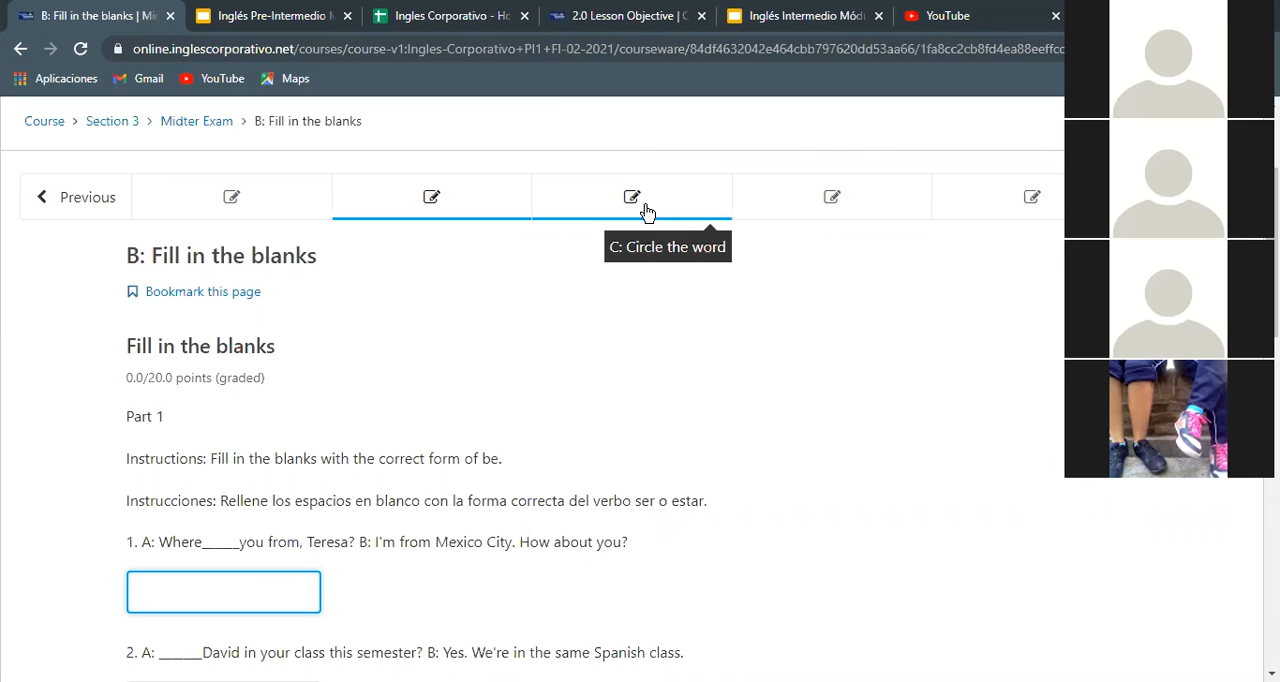 B: Fill in the blanks | Mi
Inglés Pre-Intermedio M
Ingles Corporativo - Ho
2.0 Lesson Objective | C
Inglés Intermedio Módu
YouTube
online.inglescorporativo.net/courses/course-v1:Ingles-Corporativo+PI1+FI-02-2021/courseware/84df4632042e464cbb797620dd53aa66/1fa8cc2cb8fd4ea88eeffcc
Aplicaciones Gmail YouTube Maps
Course > Section 3 > Midter Exam > B: Fill in the blanks
Previous
C: Circle the word
B: Fill in the blanks
Bookmark this page
Fill in the blanks
0.0/20.0 points (graded)
Part 1
Instructions: Fill in the blanks with the correct form of be.
Instrucciones: Rellene los espacios en blanco con la forma correcta del verbo ser o estar.
1. A: Where______you from, Teresa? B: I'm from Mexico City. How about you?
2. A: _______David in your class this semester? B: Yes. We're in the same Spanish class.